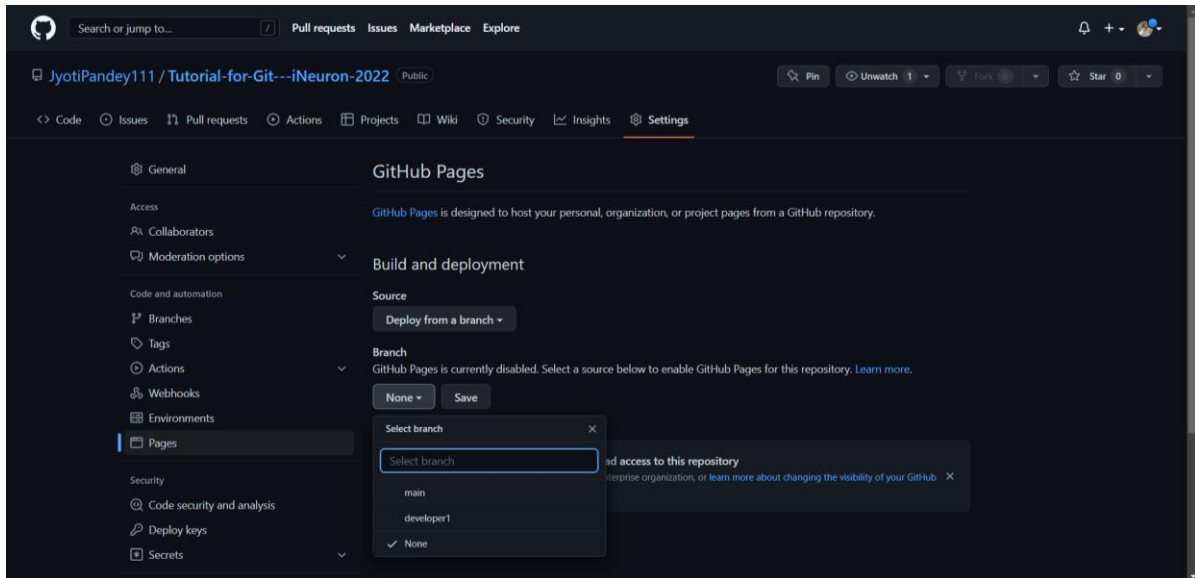 Search or jump to... / Pull requests Issues Marketplace Explore
JyotiPandey111 / Tutorial-for-Git---iNeuron-2022 Public
Pin Unwatch 1 Fork 0 Star 0
<> Code Issues Pull requests Actions Projects Wiki Security Insights Settings
General
Access
Collaborators
Moderation options
Code and automation
Branches
Tags
Actions
Webhooks
Environments
Pages
Security
Code security and analysis
Deploy keys
Secrets
GitHub Pages
GitHub Pages is designed to host your personal, organization, or project pages from a GitHub repository.
Build and deployment
Source
Deploy from a branch
Branch
GitHub Pages is currently disabled. Select a source below to enable GitHub Pages for this repository. Learn more.
None Save
Select branch
Select branch
main
developer1
None
access to this repository
organization, or learn more about changing the visibility of your GitHub